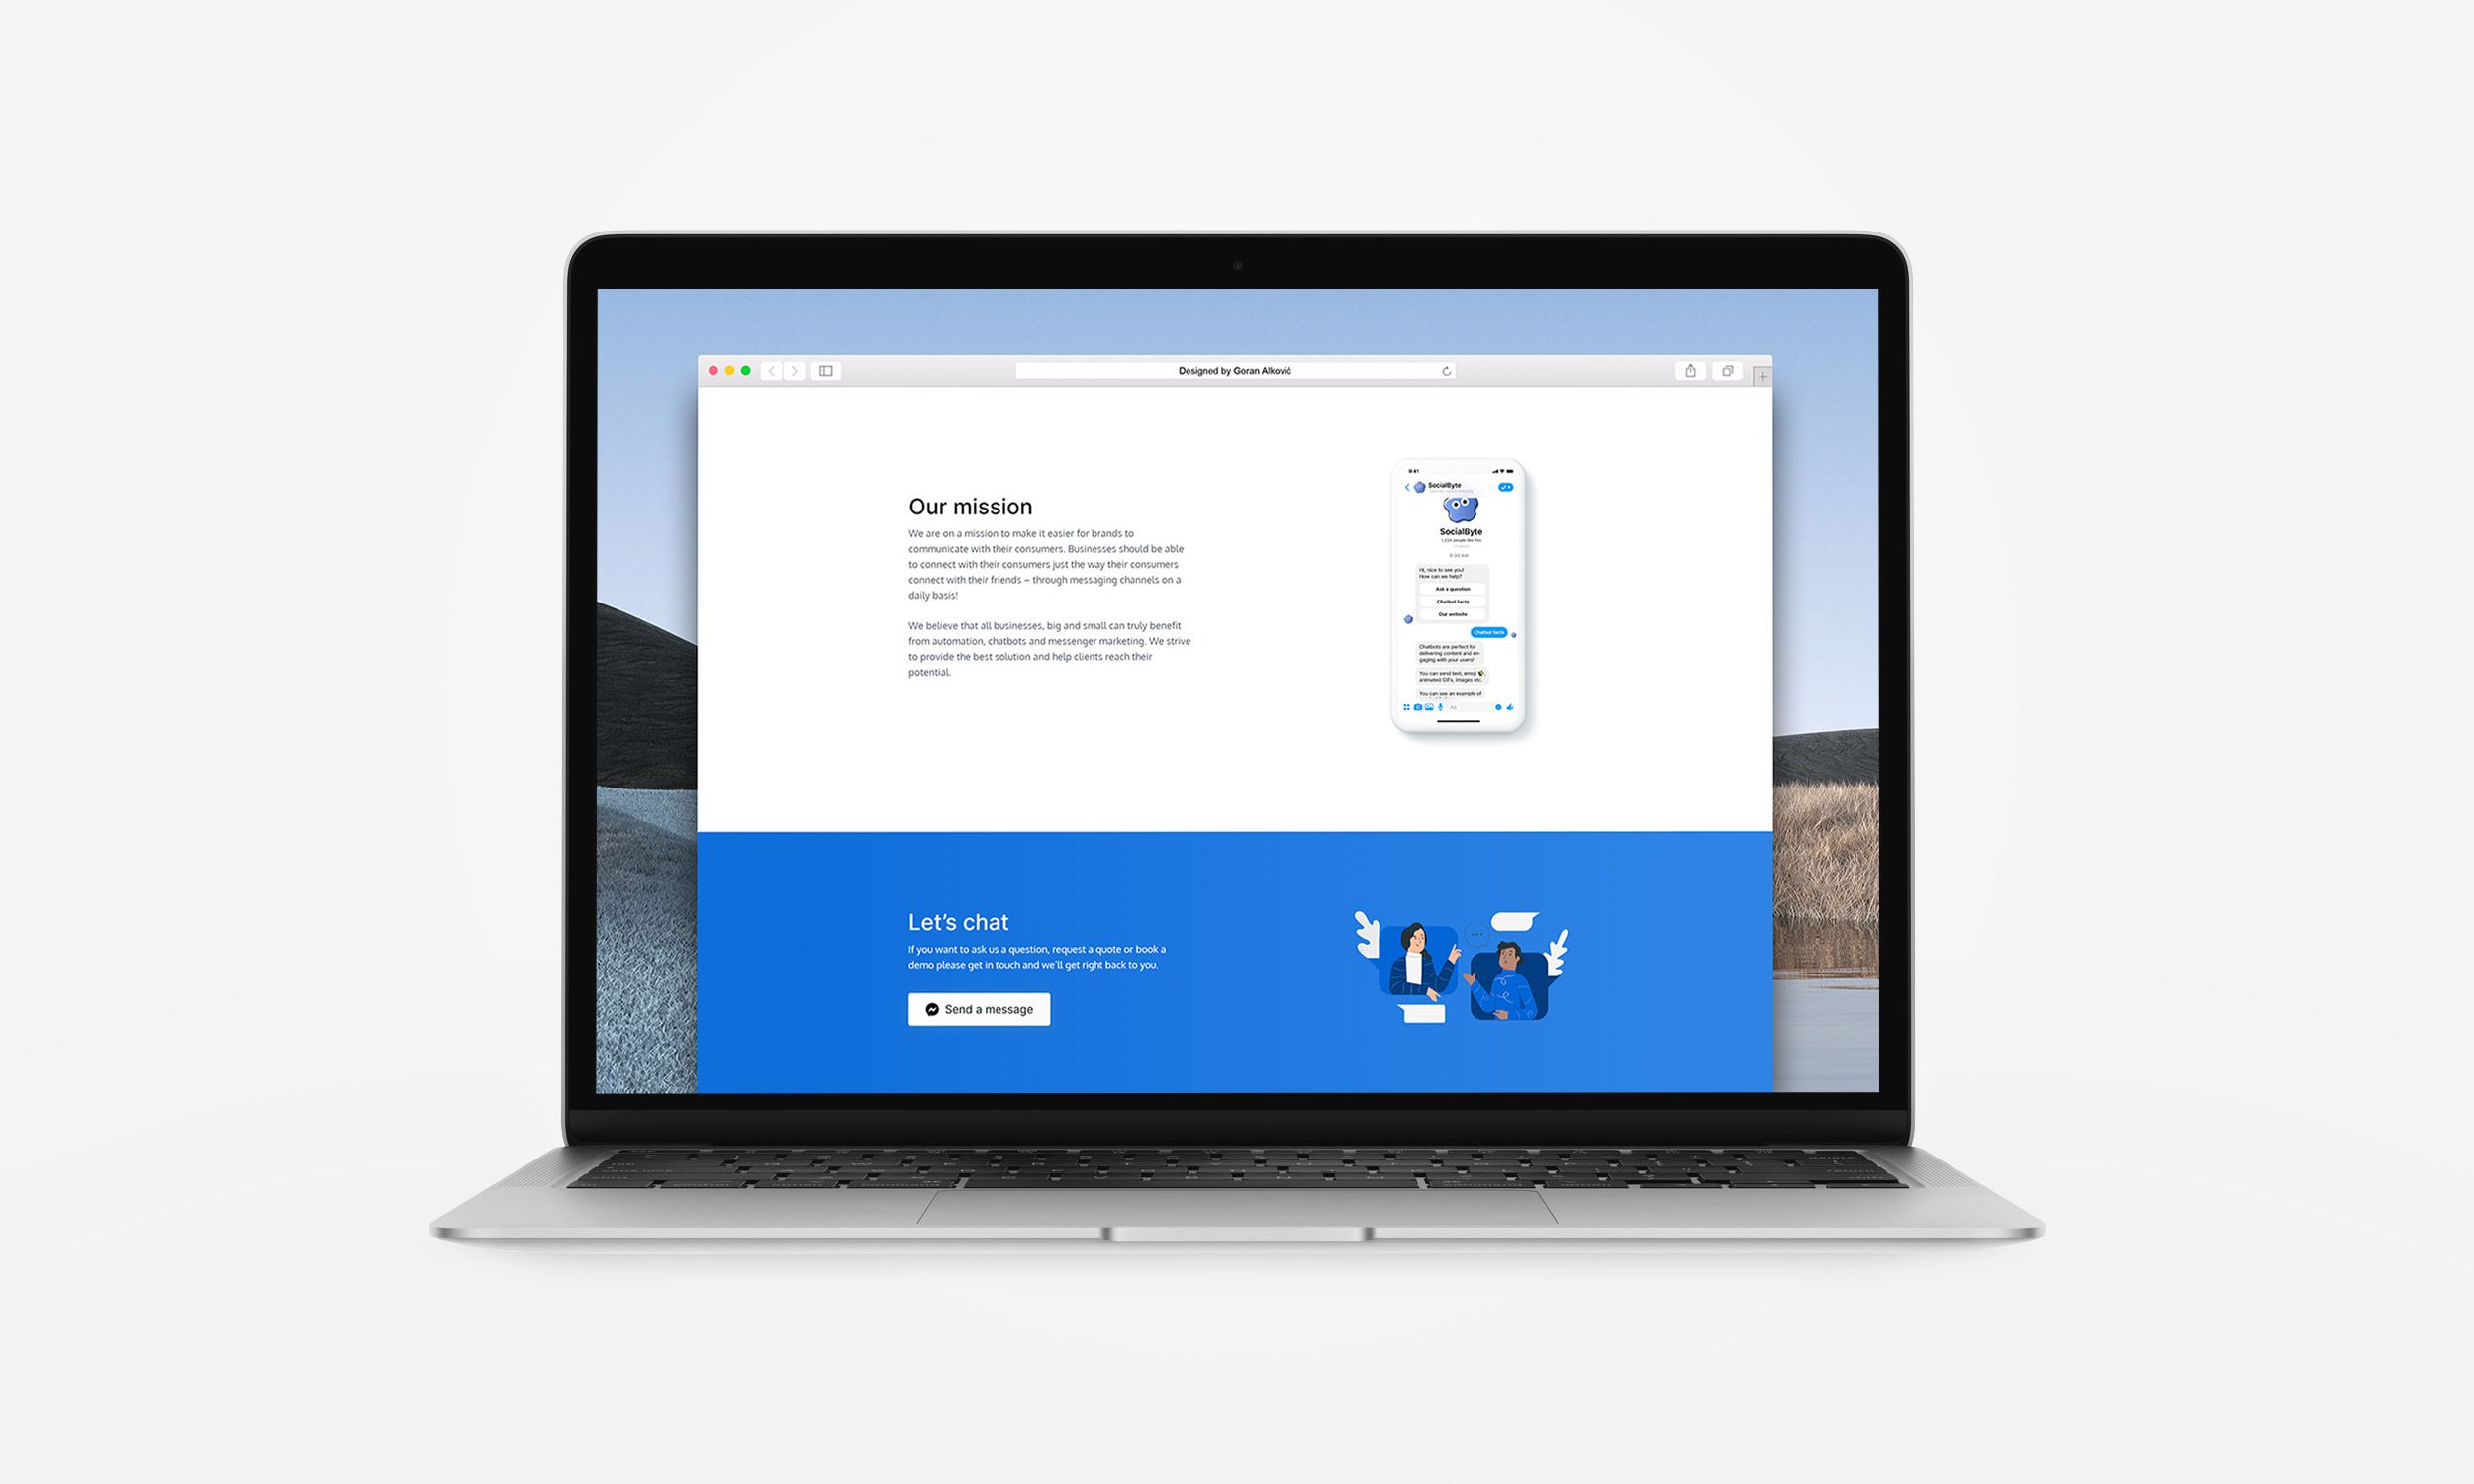 Designed by Goran Alković
Our mission
We are on a mission to make it easier for brands to
communicate with their consumers. Businesses should be able
to connect with their consumers just the way their consumers
connect with their friends – through messaging channels on a
daily basis!
We believe that all businesses, big and small can truly benefit
from automation, chatbots and messenger marketing. We strive
to provide the best solution and help clients reach their
potential.
9:41
SocialByte
SocialByte
1,234 people like this
9:30 AM
Hi, nice to see you!
How can we help?
Ask a question
Chatbot facts
Our website
Chatbot facts
Chatbots are perfect for
delivering content and en-
gaging with your users!
You can send text, emoji
animated GIFs, images etc.
You can see an example of
Aa
Let's chat
If you want to ask us a question, request a quote or book a
demo please get in touch and we'll get right back to you.
Send a message